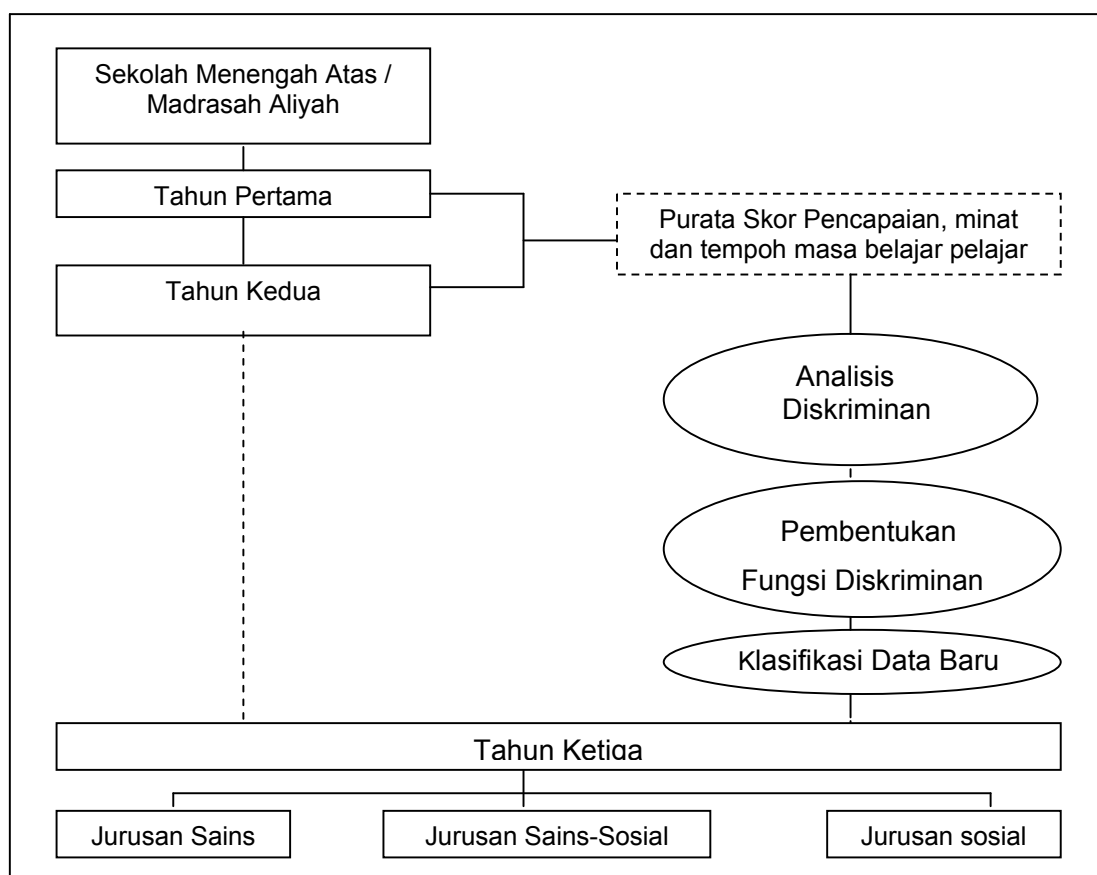 Sekolah Menengah Atas /
Madrasah Aliyah
Tahun Pertama
Purata Skor Pencapaian, minat
dan tempoh masa belajar pelajar
Tahun Kedua
Analisis
Diskriminan
Pembentukan
Fungsi Diskriminan
Klasifikasi Data Baru
Tahun Ketiga
Jurusan Sains
Jurusan Sains-Sosial
Jurusan sosial